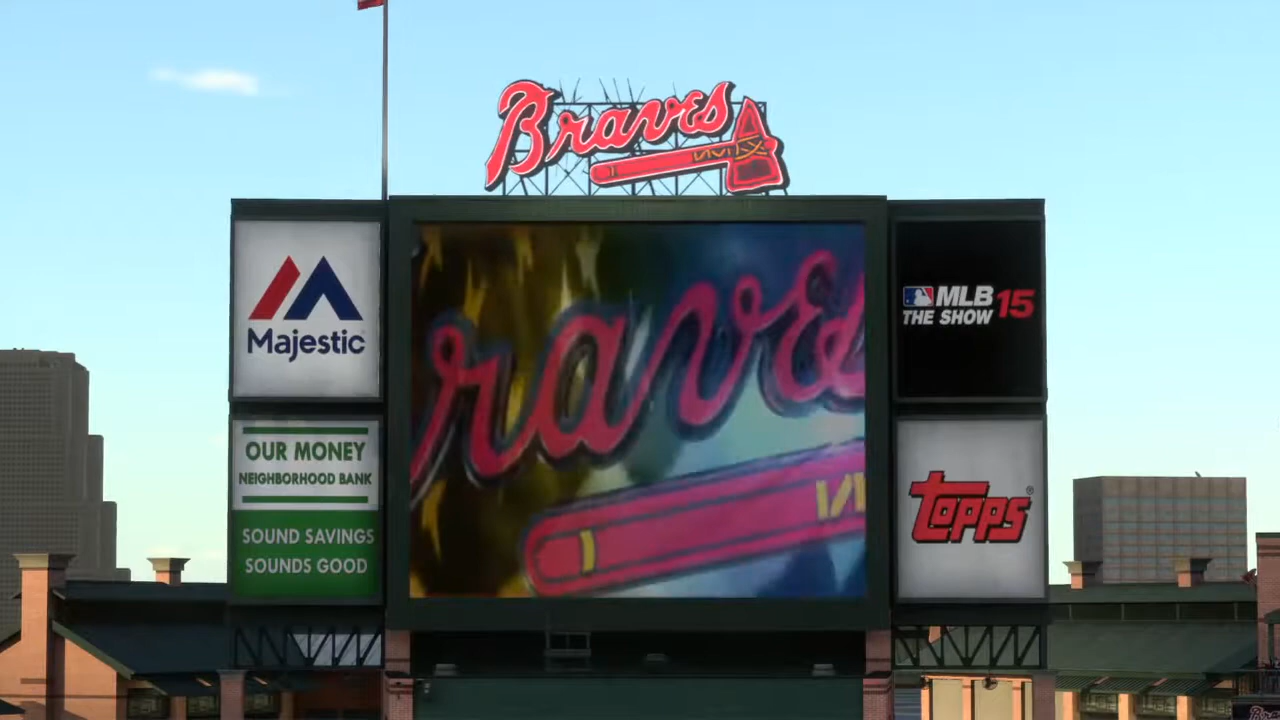 Braves
Majestic
OUR MONEY
NEIGHBORHOOD BANK
SOUND SAVINGS
SOUNDS GOOD
raves
MLB 15
THE SHOW
Topps